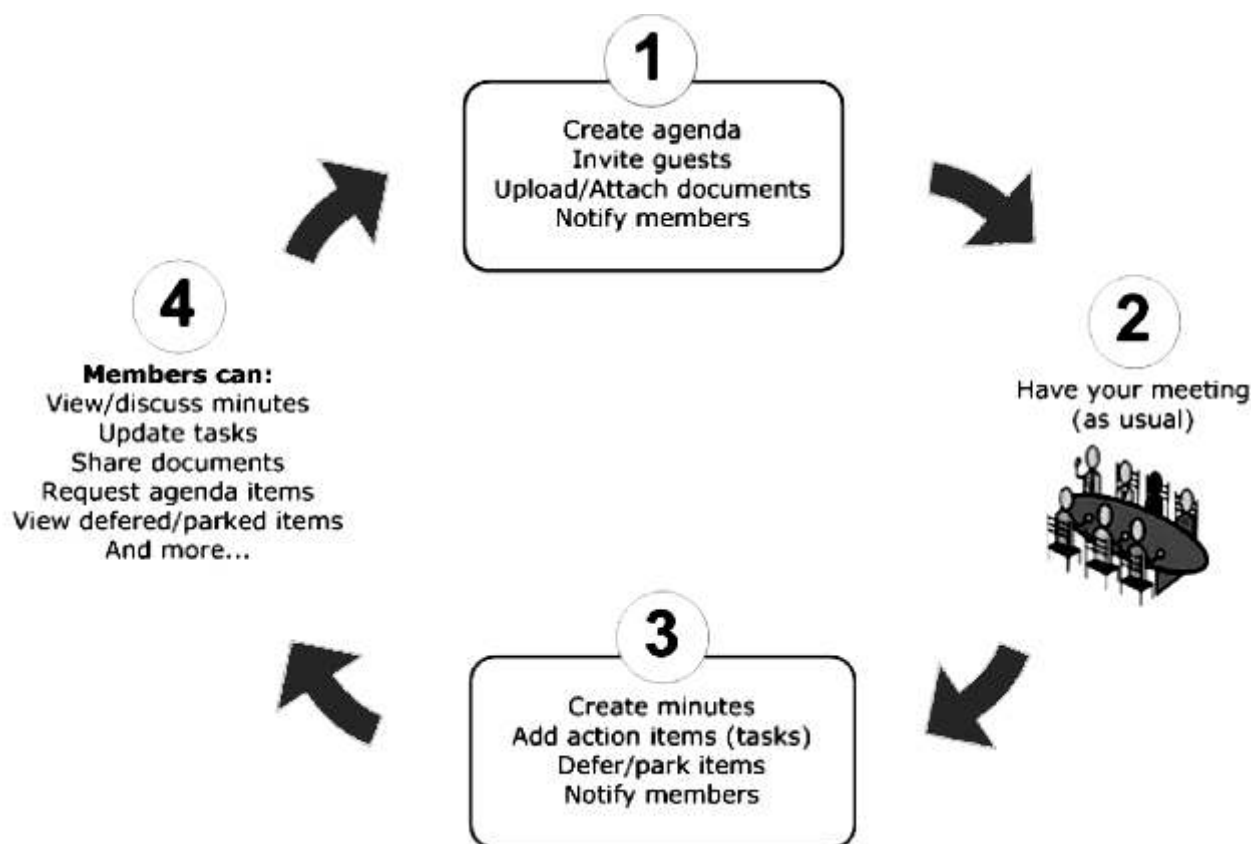 1
Create agenda
Invite guests
Upload/Attach documents
Notify members
2
Have your meeting
(as usual)
3
Create minutes
Add action items (tasks)
Defer/park items
Notify members
4
Members can:
View/discuss minutes
Update tasks
Share documents
Request agenda items
View defered/parked items
And more...